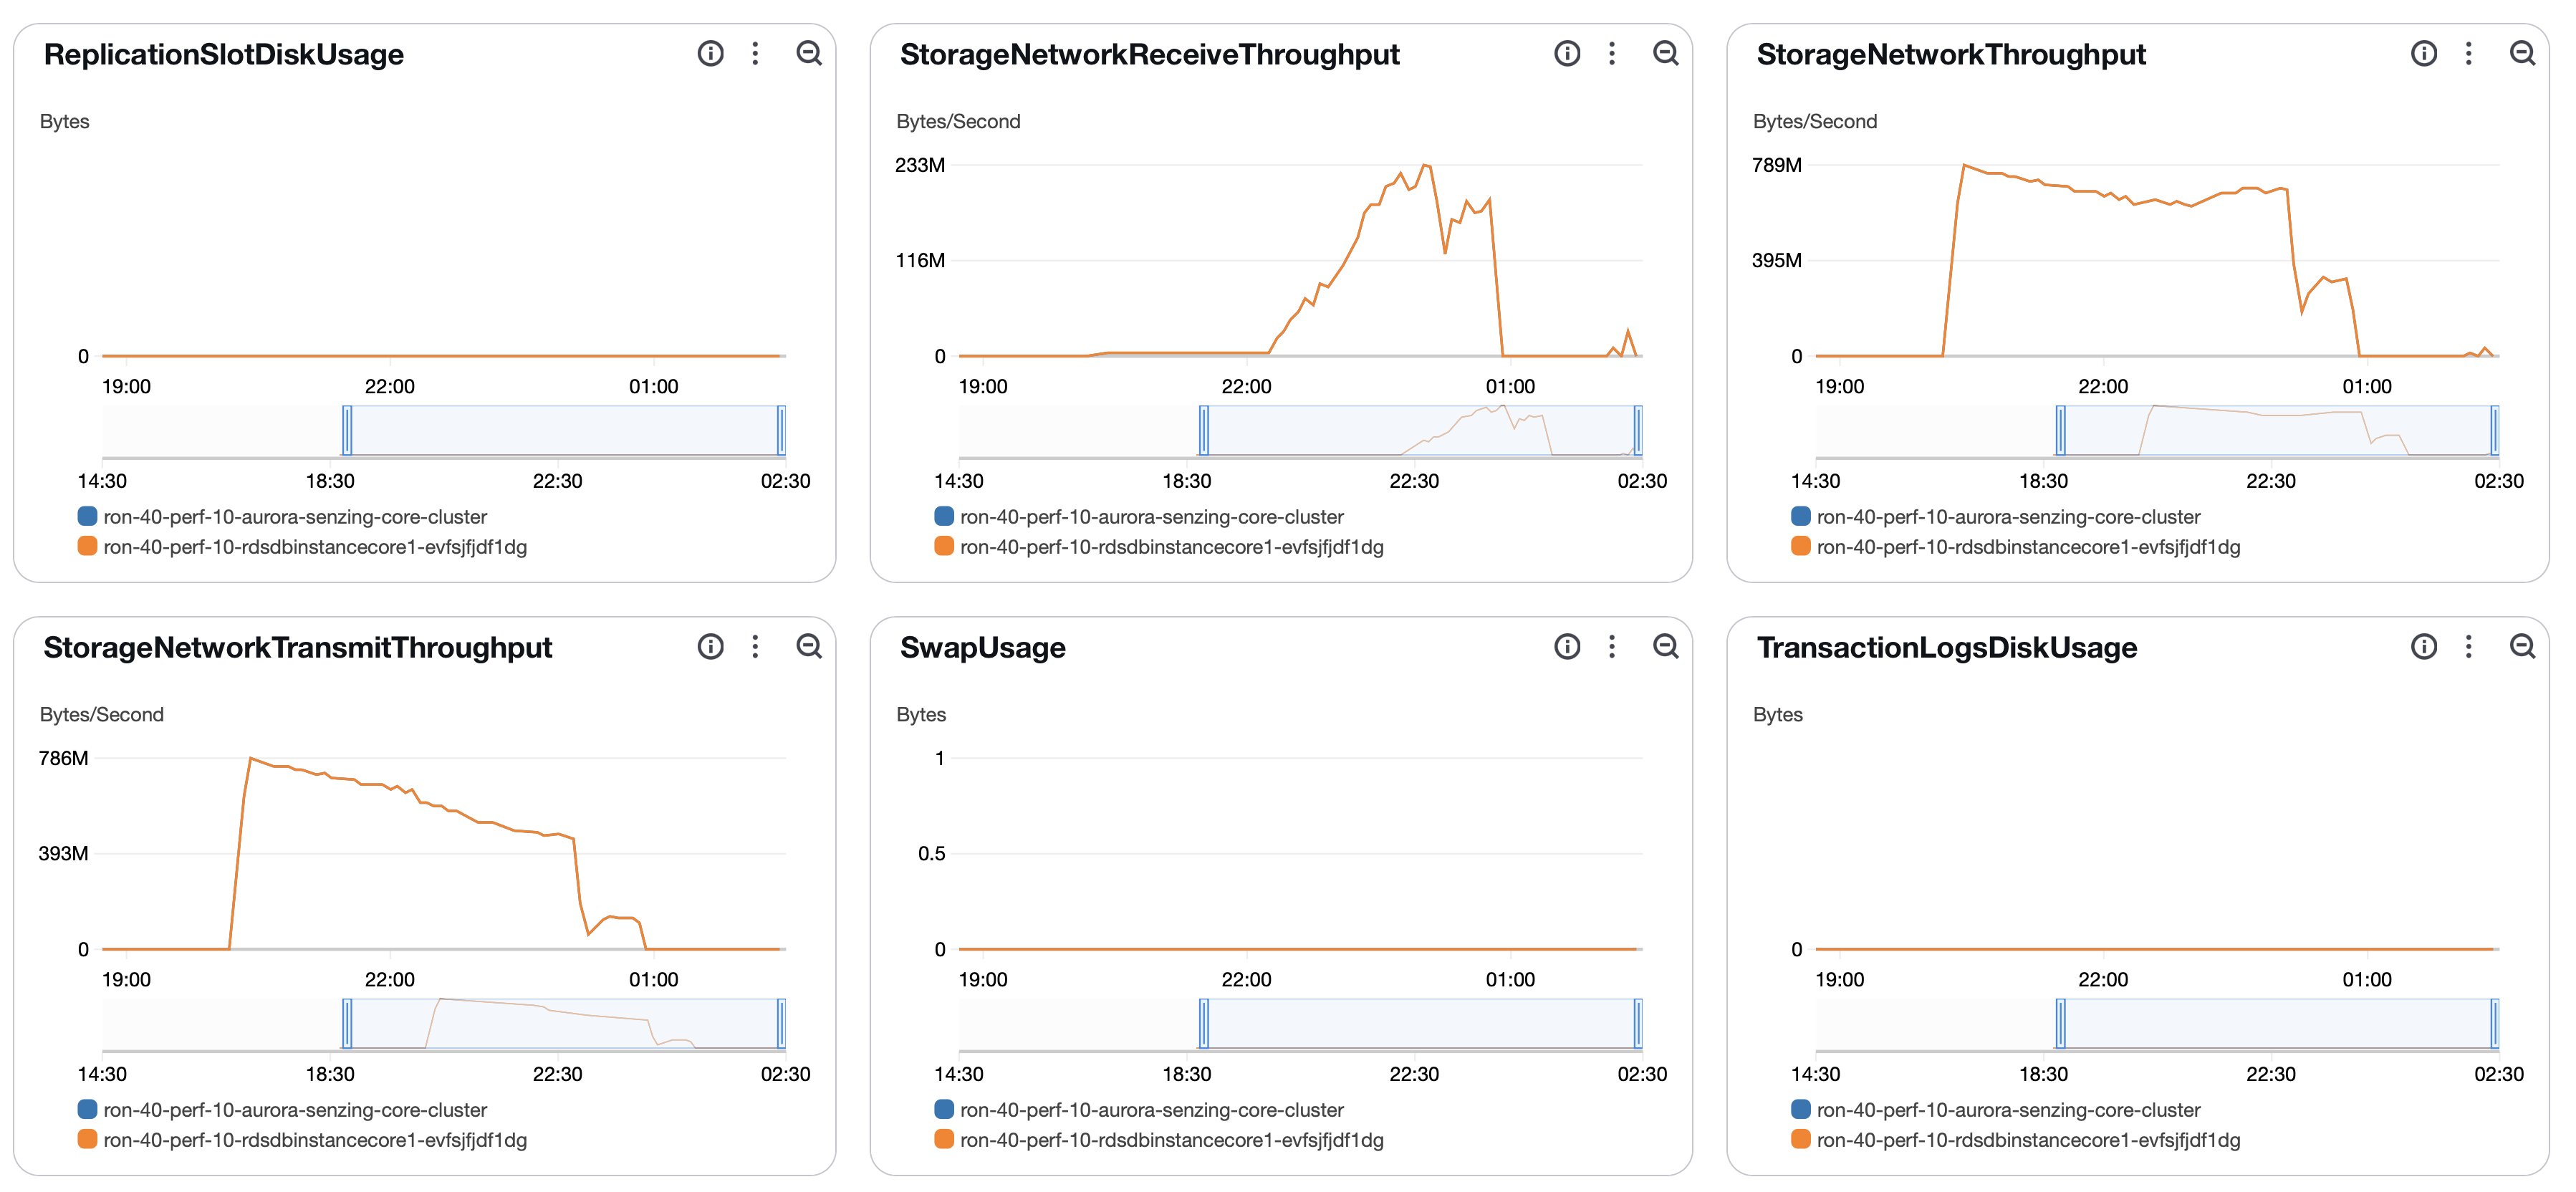 ReplicationSlotDiskUsage
Bytes
0
19:00 22:00 01:00
14:30 18:30 22:30 02:30
ron-40-perf-10-aurora-senzing-core-cluster
ron-40-perf-10-rdsdbinstancecore1-evfsjfjdf1dg
StorageNetworkReceiveThroughput
Bytes/Second
233M
116M
0
19:00 22:00 01:00
14:30 18:30 22:30 02:30
ron-40-perf-10-aurora-senzing-core-cluster
ron-40-perf-10-rdsdbinstancecore1-evfsjfjdf1dg
StorageNetworkThroughput
Bytes/Second
789M
395M
0
19:00 22:00 01:00
14:30 18:30 22:30 02:30
ron-40-perf-10-aurora-senzing-core-cluster
ron-40-perf-10-rdsdbinstancecore1-evfsjfjdf1dg
StorageNetworkTransmitThroughput
Bytes/Second
786M
393M
0
19:00 22:00 01:00
14:30 18:30 22:30 02:30
ron-40-perf-10-aurora-senzing-core-cluster
ron-40-perf-10-rdsdbinstancecore1-evfsjfjdf1dg
SwapUsage
Bytes
1
0.5
0
19:00 22:00 01:00
14:30 18:30 22:30 02:30
ron-40-perf-10-aurora-senzing-core-cluster
ron-40-perf-10-rdsdbinstancecore1-evfsjfjdf1dg
TransactionLogsDiskUsage
Bytes
0
19:00 22:00 01:00
14:30 18:30 22:30 02:30
ron-40-perf-10-aurora-senzing-core-cluster
ron-40-perf-10-rdsdbinstancecore1-evfsjfjdf1dg